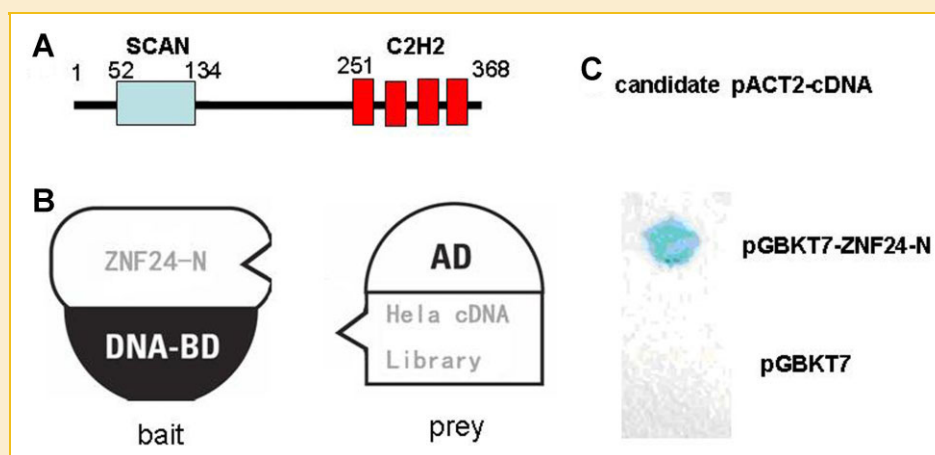 A
SCAN
C2H2
1 52 134 251 368
C
candidate pACT2-cDNA
B
ZNF24-N
DNA-BD
bait
AD
Hela cDNA
Library
prey
pGBKT7-ZNF24-N
pGBKT7